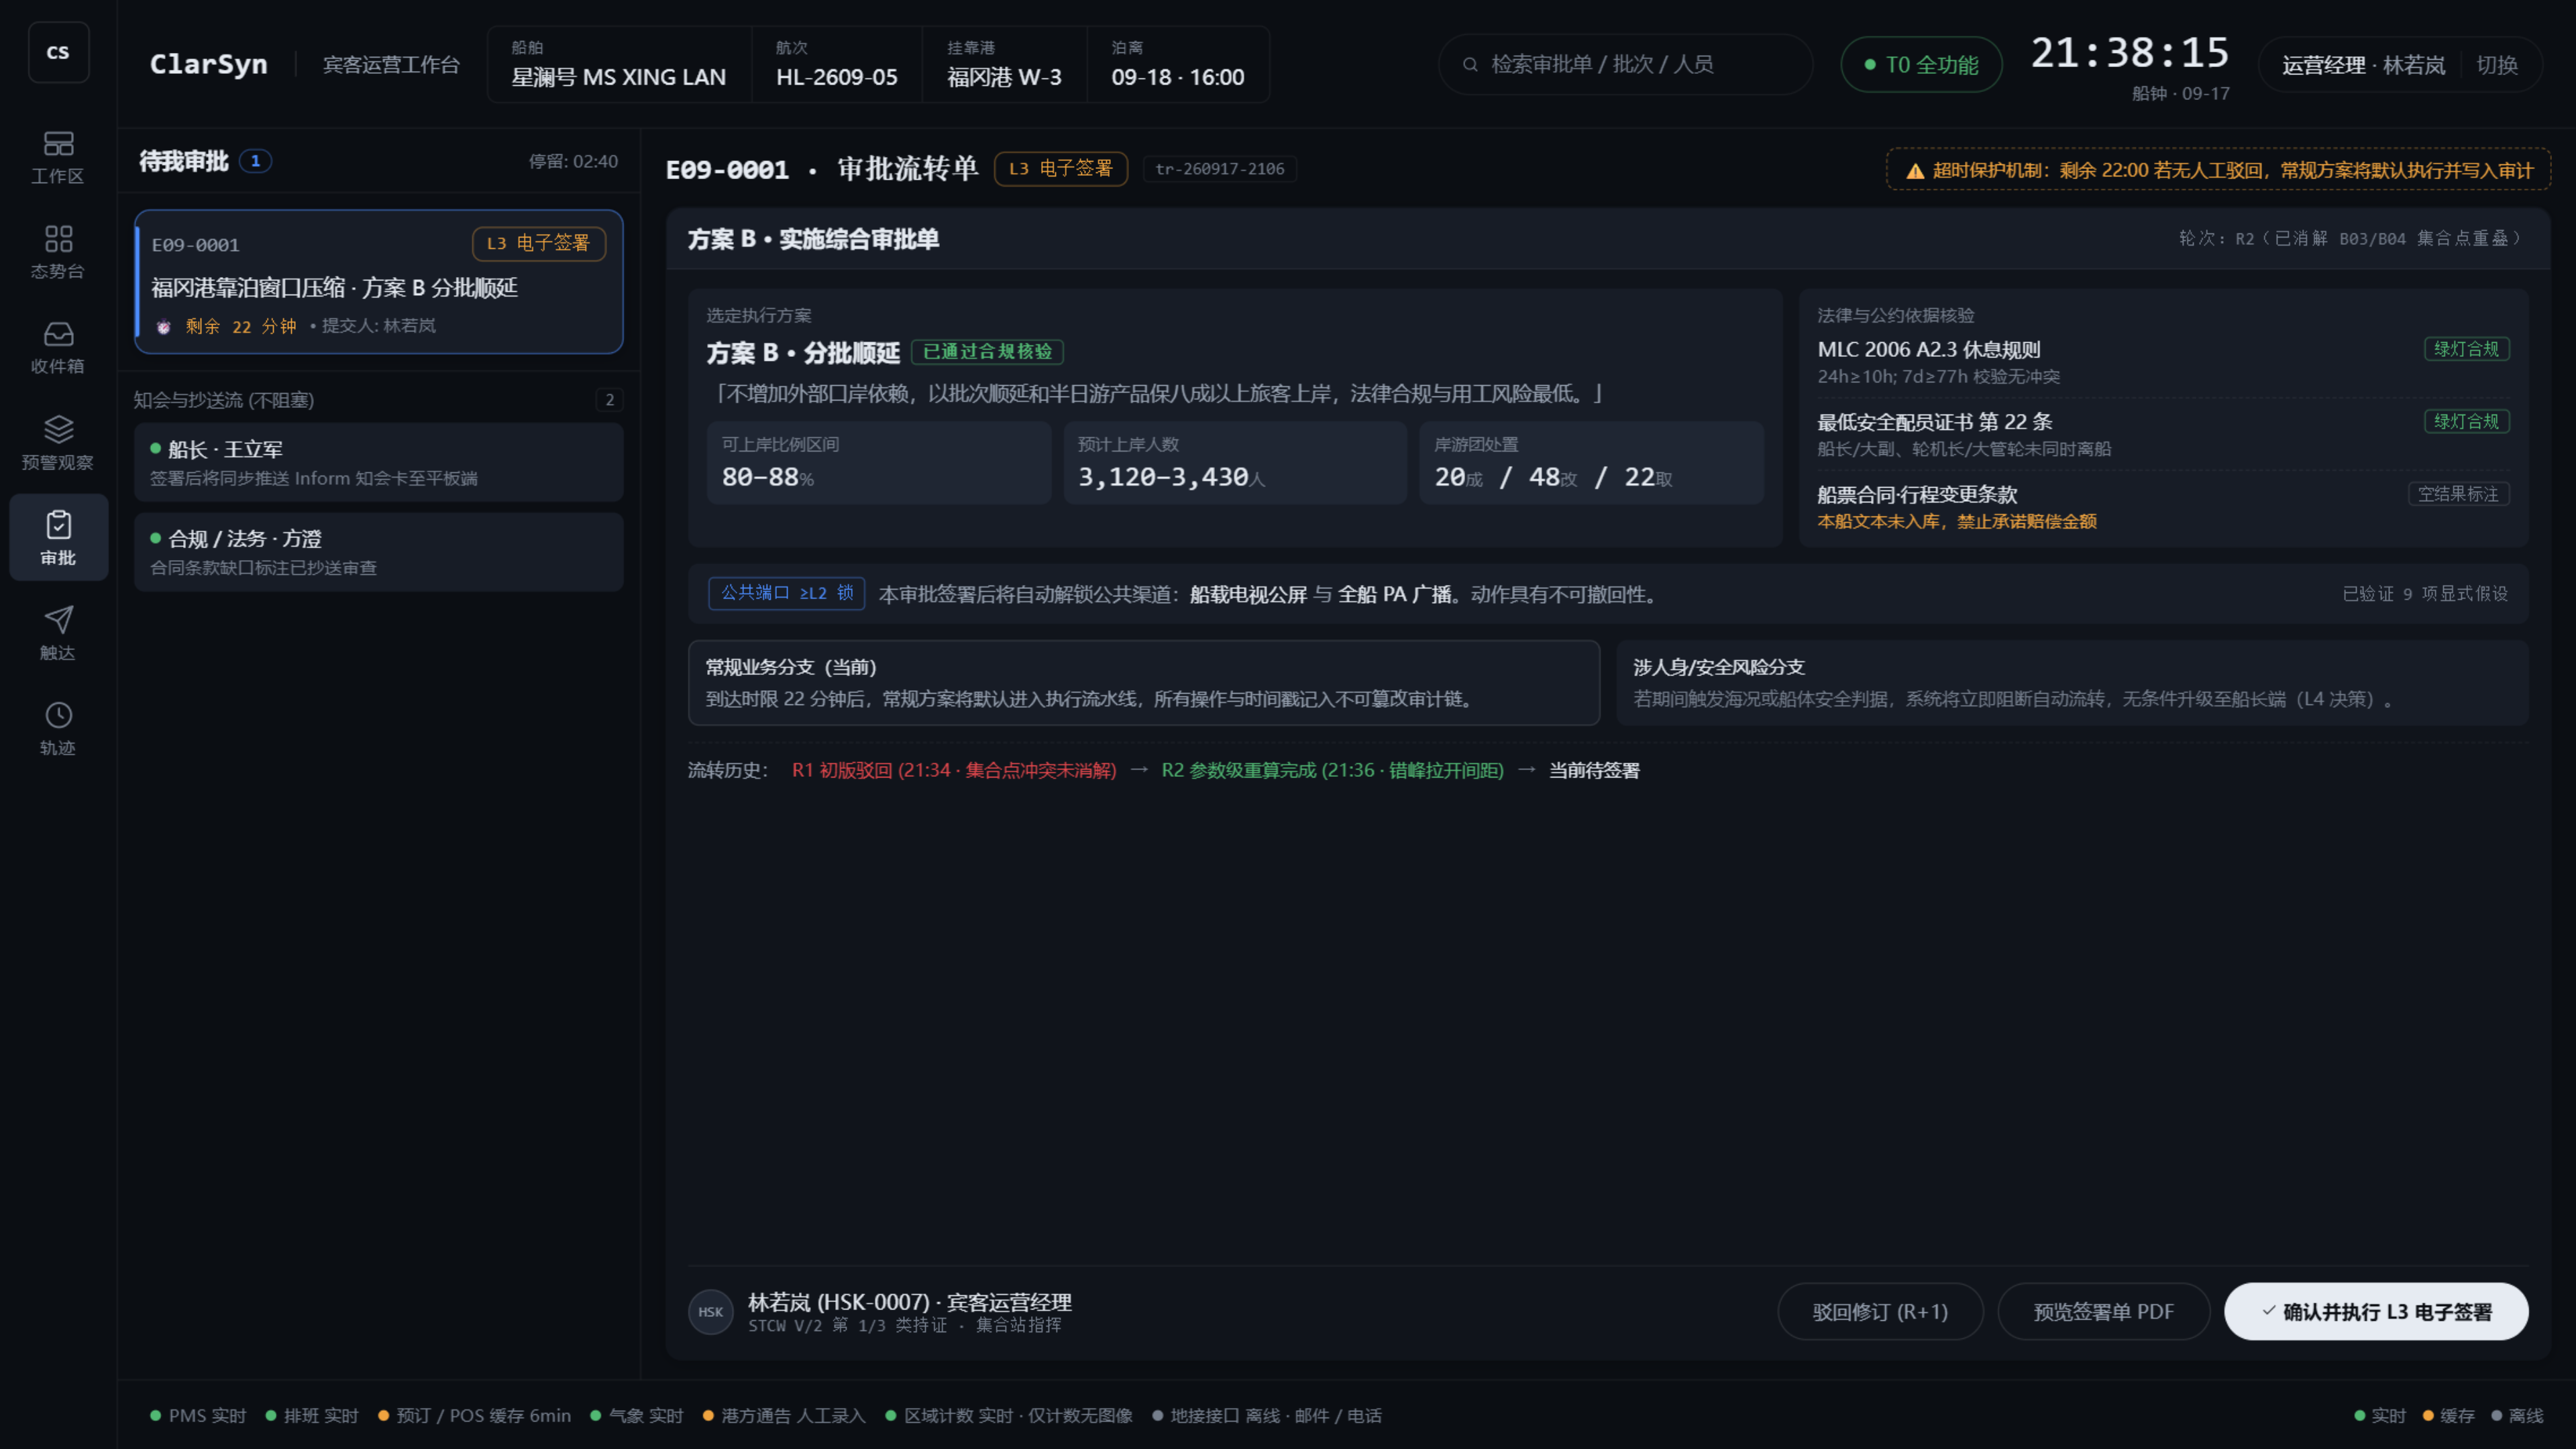 CS
ClarSyn
宾客运营工作台
船舶
星澜号 MS XING LAN
航次
HL-2609-05
挂靠港
福冈港 W-3
泊离
09-18 · 16:00
检索审批单 / 批次 / 人员
T0 全功能
21:38:15
船钟 · 09-17
运营经理 · 林若岚
切换
工作区
态势台
收件箱
预警观察
审批
触达
轨迹
待我审批 1
停留: 02:40
E09-0001
L3 电子签署
福冈港靠泊窗口压缩 · 方案 B 分批顺延
剩余 22 分钟 • 提交人: 林若岚
知会与抄送流 (不阻塞) 2
船长 · 王立军
签署后将同步推送 Inform 知会卡至平板端
合规 / 法务 · 方澄
合同条款缺口标注已抄送审查
E09-0001 · 审批流转单 L3 电子签署 tr-260917-2106
超时保护机制：剩余 22:00 若无人工驳回，常规方案将默认执行并写入审计
方案 B • 实施综合审批单
轮次: R2（已消解 B03/B04 集合点重叠）
选定执行方案
方案 B • 分批顺延 已通过合规核验
「不增加外部口岸依赖，以批次顺延和半日游产品保八成以上旅客上岸，法律合规与用工风险最低。」
可上岸比例区间
80–88%
预计上岸人数
3,120–3,430人
岸游团处置
20成 / 48改 / 22取
法律与公约依据核验
MLC 2006 A2.3 休息规则 绿灯合规
24h≥10h; 7d≥77h 校验无冲突
最低安全配员证书 第 22 条 绿灯合规
船长/大副、轮机长/大管轮未同时离船
船票合同·行程变更条款 空结果标注
本船文本未入库，禁止承诺赔偿金额
公共端口 ≥L2 锁 本审批签署后将自动解锁公共渠道：船载电视公屏 与 全船 PA 广播。动作具有不可撤回性。
已验证 9 项显式假设
常规业务分支（当前）
到达时限 22 分钟后，常规方案将默认进入执行流水线，所有操作与时间戳记入不可篡改审计链。
涉人身/安全风险分支
若期间触发海况或船体安全判据，系统将立即阻断自动流转，无条件升级至船长端（L4 决策）。
流转历史： R1 初版驳回 (21:34 · 集合点冲突未消解) → R2 参数级重算完成 (21:36 · 错峰拉开间距) → 当前待签署
HSK
林若岚 (HSK-0007) · 宾客运营经理
STCW V/2 第 1/3 类持证 · 集合站指挥
驳回修订 (R+1)
预览签署单 PDF
✓ 确认并执行 L3 电子签署
PMS 实时 排班 实时 预订 / POS 缓存 6min 气象 实时 港方通告 人工录入 区域计数 实时 · 仅计数无图像 地接接口 离线 · 邮件 / 电话
实时 缓存 离线